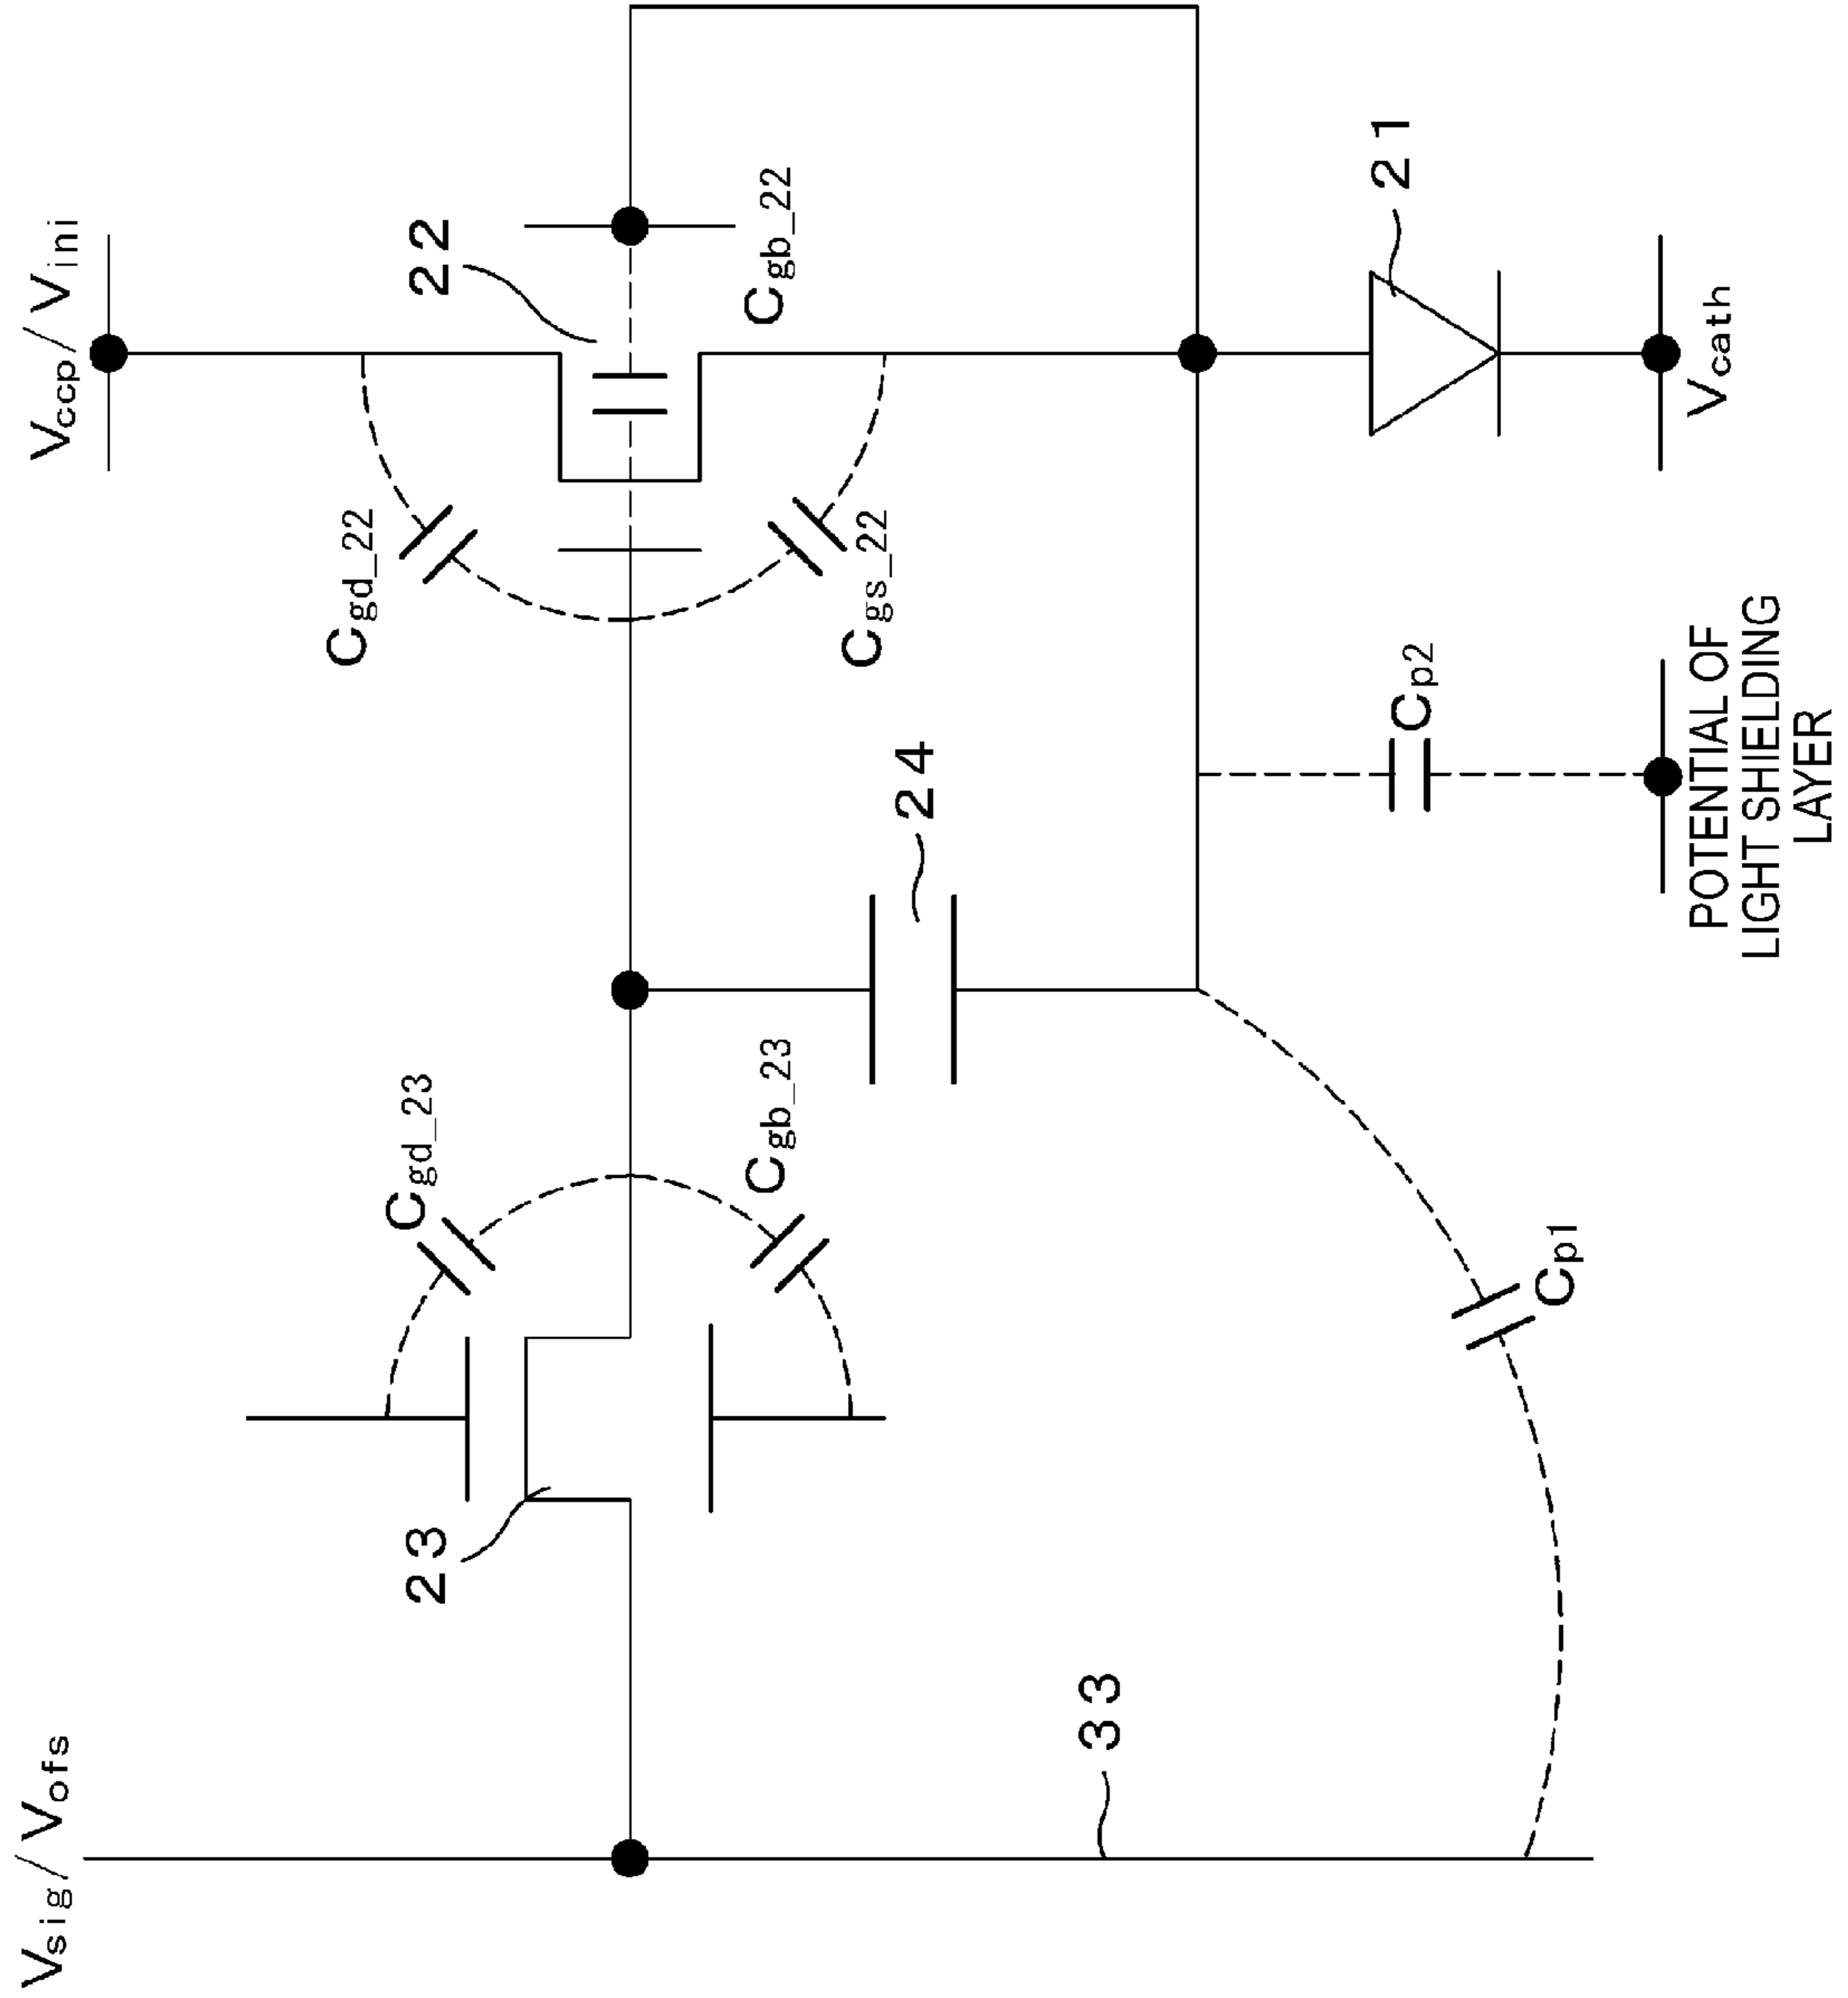 Vsig/Vofs
Vccp/Vini
22
Cgd_22
Cgs_22
Cgb_22
23
Cgd_23
Cgb_23
24
21
33
Cp1
Cp2
Vcath
POTENTIAL OF
LIGHT SHIELDING
LAYER